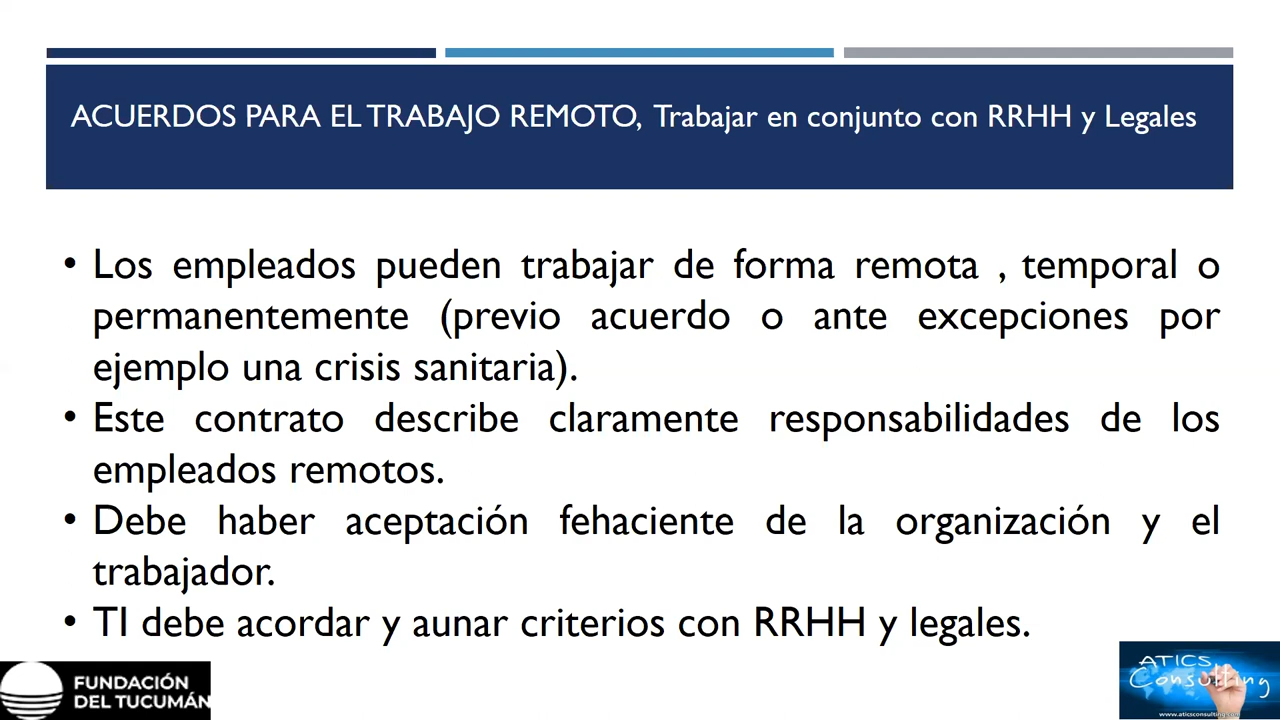 ACUERDOS PARA EL TRABAJO REMOTO, Trabajar en conjunto con RRHH y Legales
• Los empleados pueden trabajar de forma remota , temporal o
permanentemente (previo acuerdo o ante excepciones por
ejemplo una crisis sanitaria).
• Este contrato describe claramente responsabilidades de los
empleados remotos.
• Debe haber aceptación fehaciente de la organización y el
trabajador.
• TI debe acordar y aunar criterios con RRHH y legales.
FUNDACIÓN
DEL TUCUMÁN
ATICS
Consulting